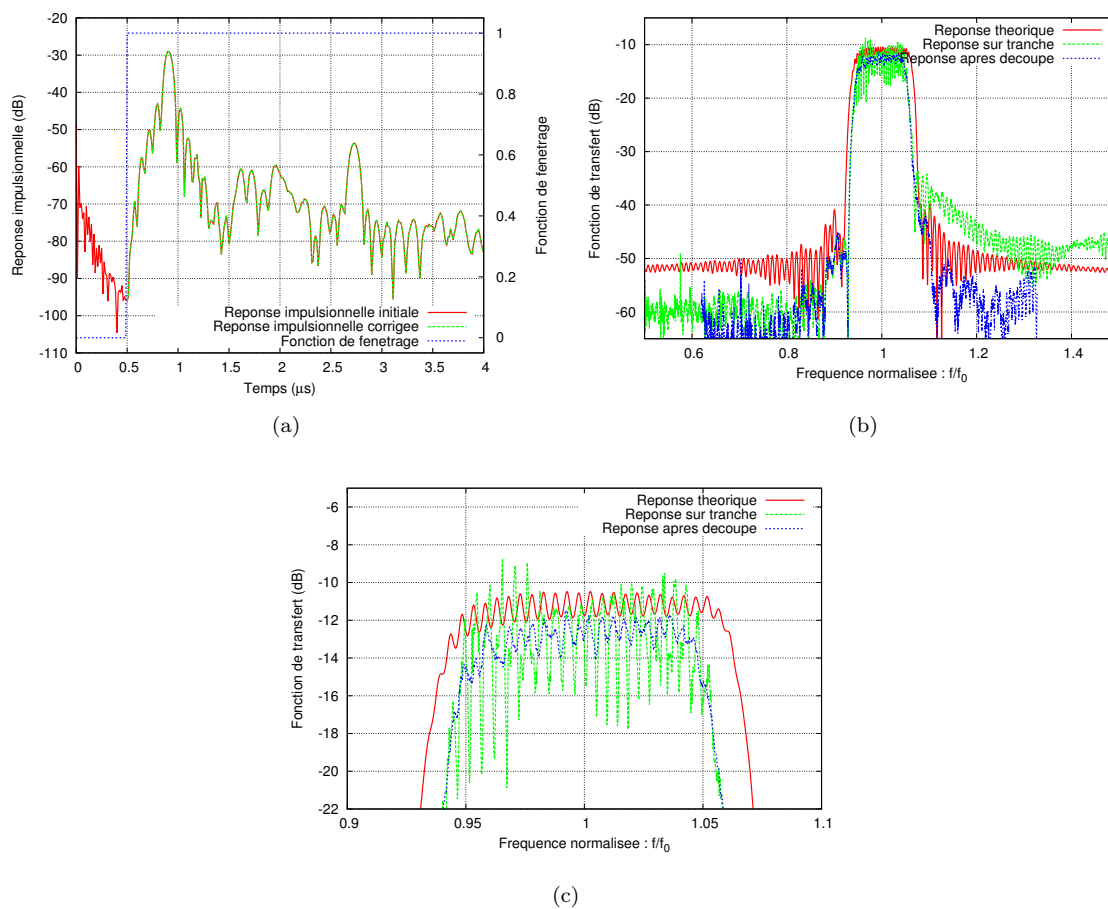 -20
-30
-40
-50
-60
-70
-80
-90
-100
-110
0
0.5
1
1.5
2
2.5
3
3.5
4
1
0.8
0.6
0.4
0.2
0
Reponse impulsionnelle (dB)
Fonction de fenetrage
Reponse impulsionnelle initiale
Reponse impulsionnelle corrigee
Fonction de fenetrage
Temps (μs)
(a)
-10
-20
-30
-40
-50
-60
0.6
0.8
1
1.2
1.4
Fonction de transfert (dB)
Reponse theorique
Reponse sur tranche
Reponse apres decoupe
Frequence normalisee : f/f0
(b)
-6
-8
-10
-12
-14
-16
-18
-20
-22
0.9
0.95
1
1.05
1.1
Fonction de transfert (dB)
Reponse theorique
Reponse sur tranche
Reponse apres decoupe
Frequence normalisee : f/f0
(c)